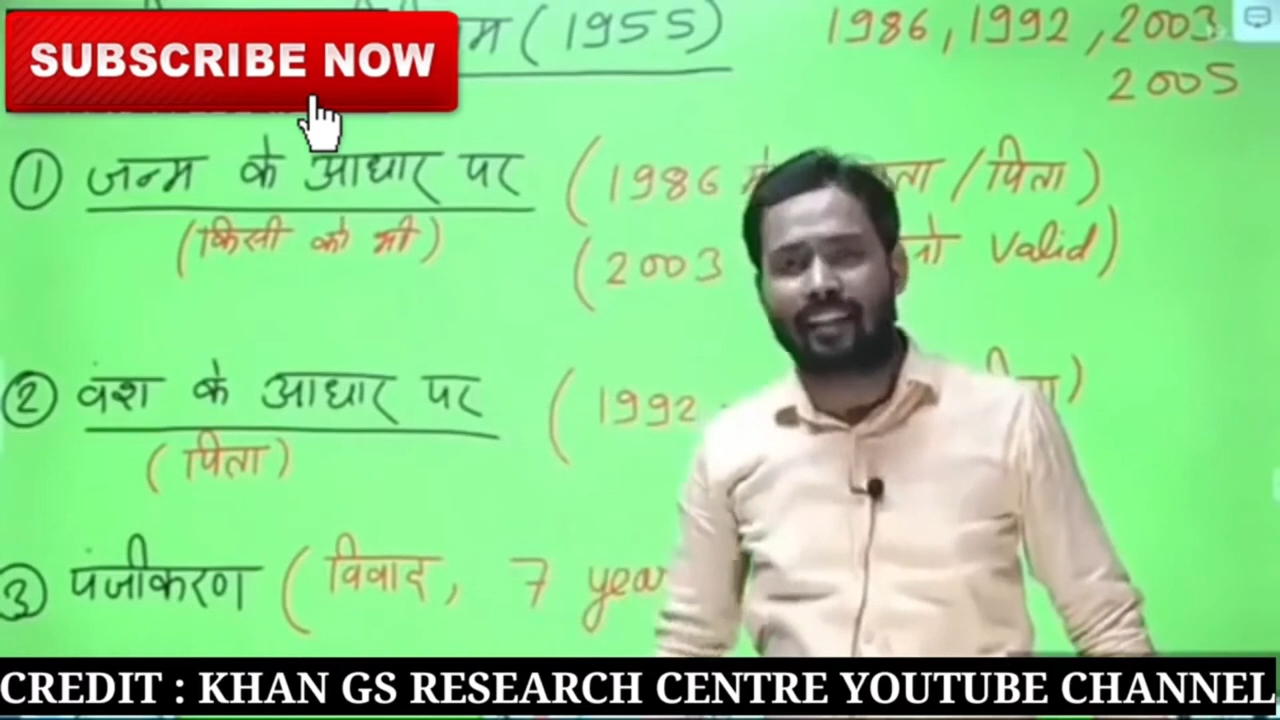 SUBSCRIBE NOW
म (1955)
1986, 1992, 2003
2005
① जन्म के आधार पर (1986 में /पिता)
(किसी को भी) (2003 valid)
② वंश के आधार पर (1992
(पिता)
③ पंजीकरण (विवाद, 7 year
CREDIT : KHAN GS RESEARCH CENTRE YOUTUBE CHANNEL